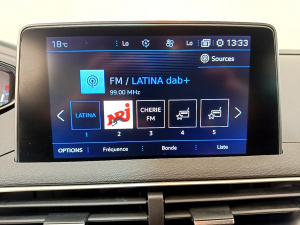 18°C Lo Lo 13:33
Sources
FM / LATINA dab+
99.00 MHz
LATINA NRJ CHERIE FM
1 2 3 4 5
OPTIONS Fréquence Bande Liste